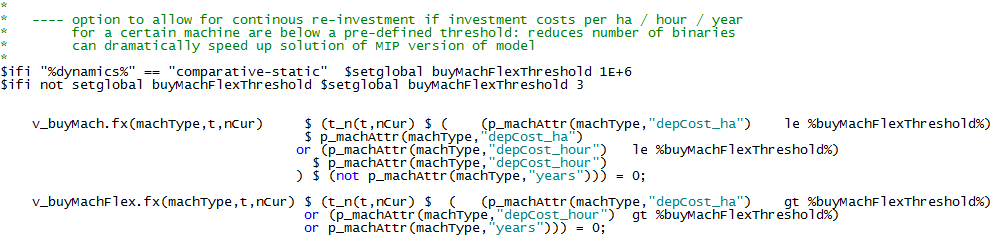 *
*   ---- option to allow for continous re-investment if investment costs per ha / hour / year
*        for a certain machine are below a pre-defined threshold: reduces number of binaries
*        can dramatically speed up solution of MIP version of model
*
$ifi "%dynamics%" == "comparative-static"  $setglobal buyMachFlexThreshold 1E+6
$ifi not setglobal buyMachFlexThreshold $setglobal buyMachFlexThreshold 3
v_buyMach.fx(machType,t,nCur)     $ (t_n(t,nCur) $ (    (p_machAttr(machType,"depCost_ha")    le %buyMachFlexThreshold%)
$ p_machAttr(machType,"depCost_ha")
or (p_machAttr(machType,"depCost_hour")   le %buyMachFlexThreshold%)
$ p_machAttr(machType,"depCost_hour")
) $ (not p_machAttr(machType,"years"))) = 0;
v_buyMachFlex.fx(machType,t,nCur) $ (t_n(t,nCur) $  (   (p_machAttr(machType,"depCost_ha")    gt %buyMachFlexThreshold%)
or (p_machAttr(machType,"depCost_hour")  gt %buyMachFlexThreshold%)
or p_machAttr(machType,"years"))) = 0;